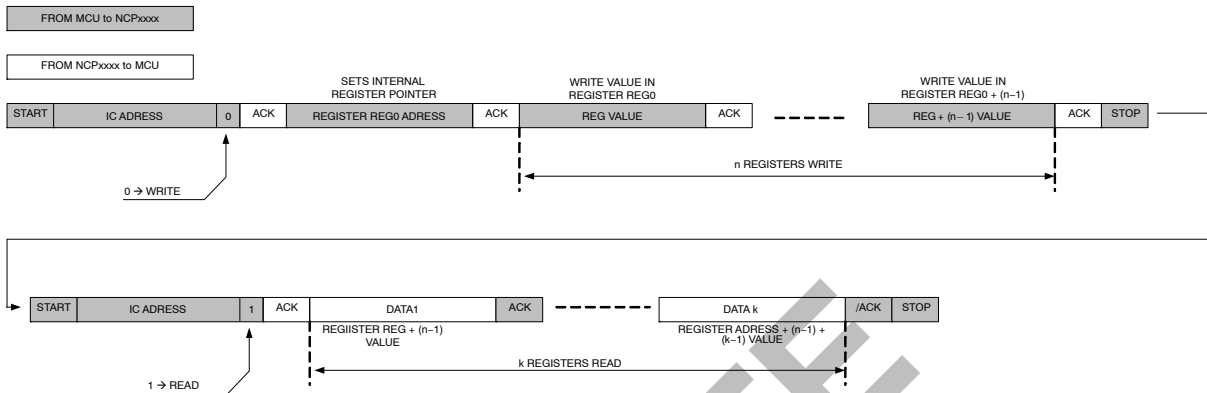 FROM MCU to NCPxxxx
FROM NCPxxxx to MCU
SETS INTERNAL
REGISTER POINTER
WRITE VALUE IN
REGISTER REG0
WRITE VALUE IN
REGISTER REG0 + (n−1)
START IC ADRESS 0 ACK REGISTER REG0 ADRESS ACK REG VALUE ACK REG + (n− 1) VALUE ACK STOP
n REGISTERS WRITE
0 → WRITE
START IC ADRESS 1 ACK DATA1 ACK DATA k /ACK STOP
REGIISTER REG + (n−1)
VALUE
REGISTER ADRESS + (n−1) +
(k−1) VALUE
k REGISTERS READ
1 → READ